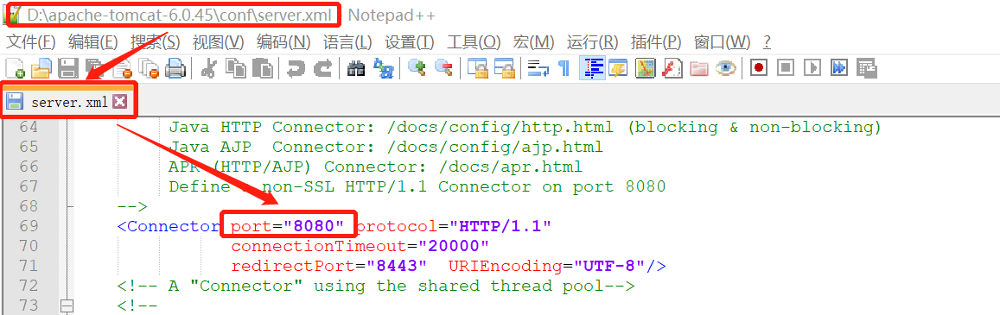 D:\apache-tomcat-6.0.45\conf\server.xml - Notepad++
文件(F) 编辑(E) 搜索(S) 视图(V) 编码(N) 语言(L) 设置(T) 工具(O) 宏(M) 运行(R) 插件(P) 窗口(W) ?
server.xml
64 Java HTTP Connector: /docs/config/http.html (blocking & non-blocking)
65 Java AJP  Connector: /docs/config/ajp.html
66 APR (HTTP/AJP) Connector: /docs/apr.html
67 Define a non-SSL HTTP/1.1 Connector on port 8080
68 -->
69 <Connector port="8080" protocol="HTTP/1.1"
70 connectionTimeout="20000"
71 redirectPort="8443"  URIEncoding="UTF-8"/>
72 <!-- A "Connector" using the shared thread pool-->
73 <!--